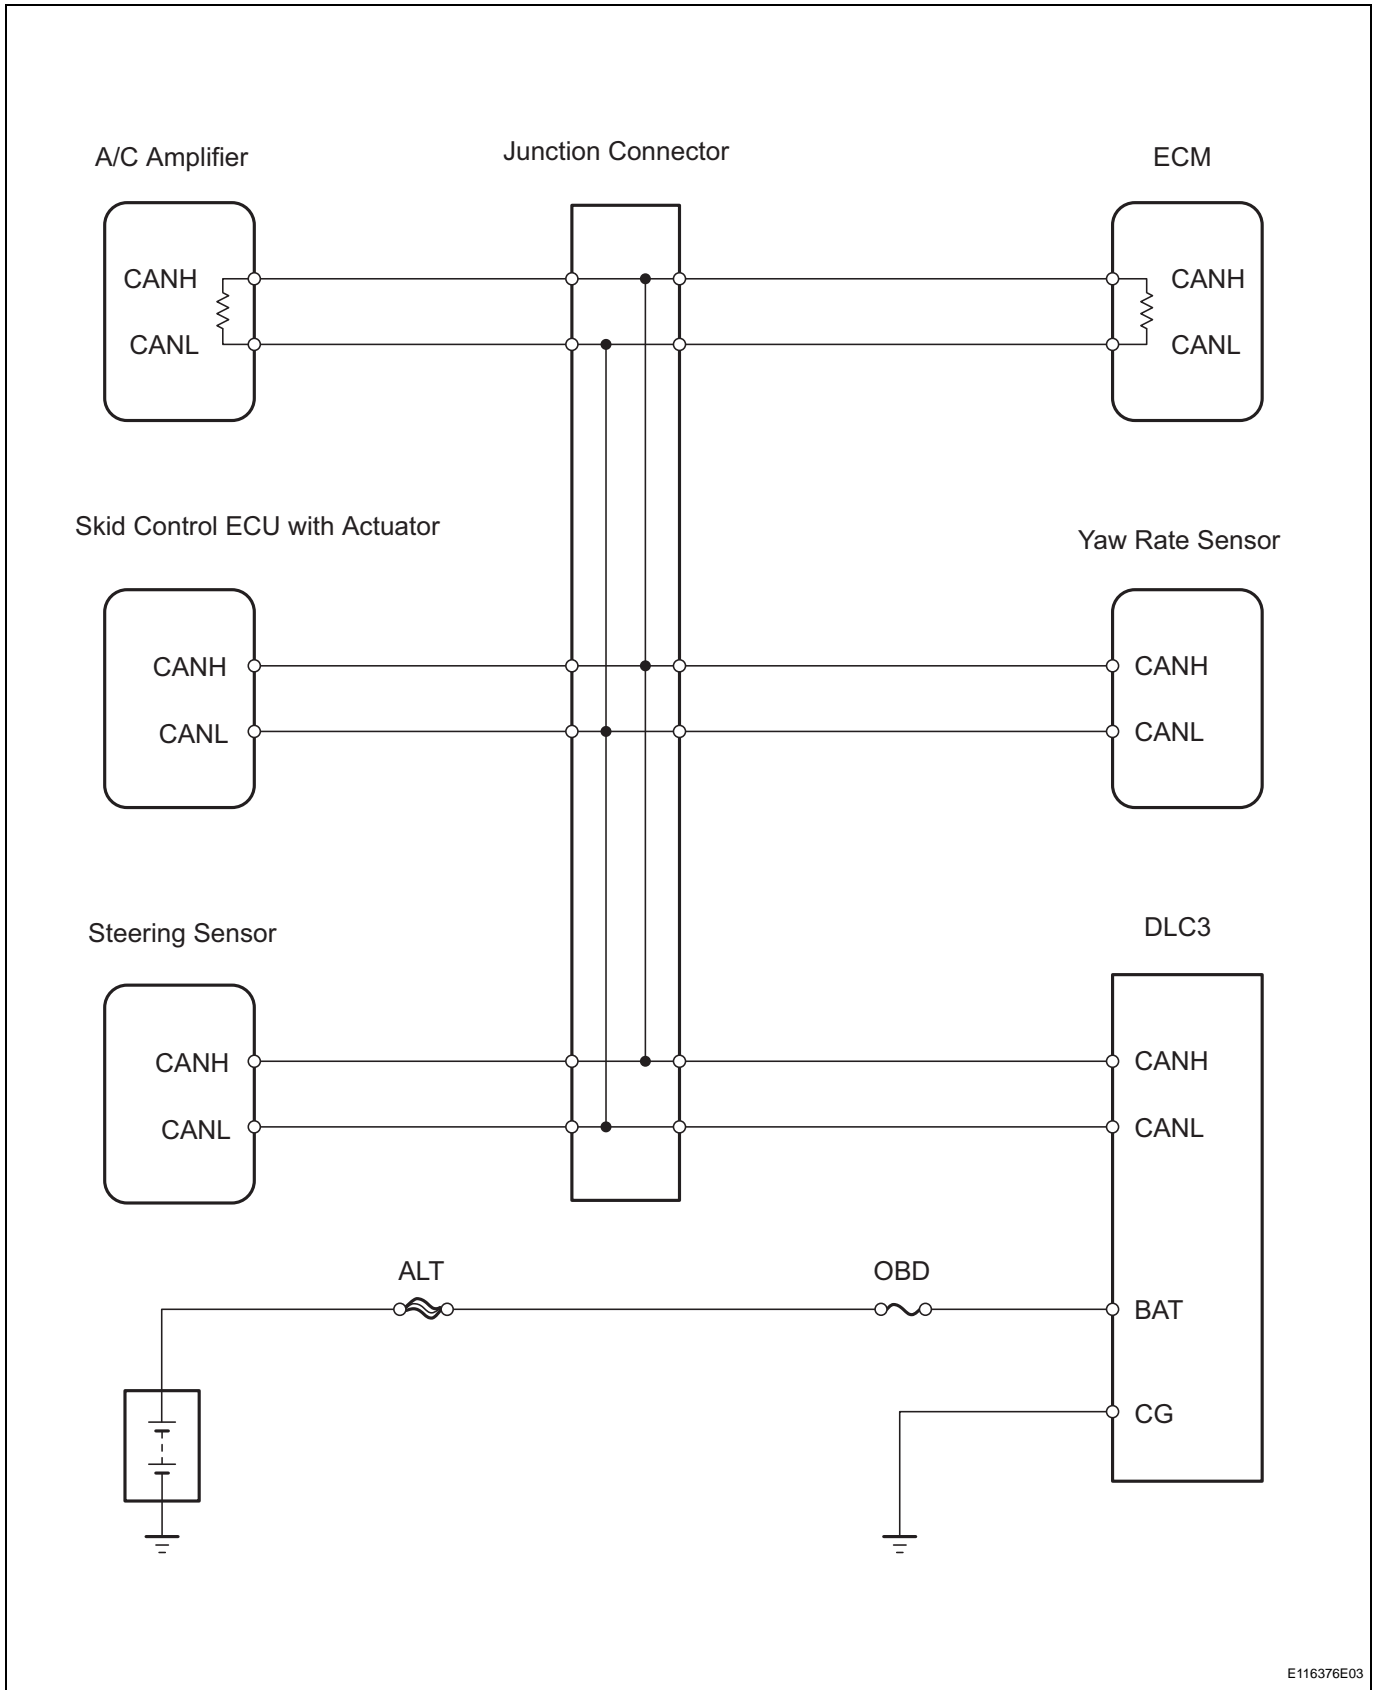 Junction Connector
A/C Amplifier
ECM
CANH
CANH
CANL
CANL
Skid Control ECU with Actuator
Yaw Rate Sensor
CANH
CANH
CANL
CANL
Steering Sensor
DLC3
CANH
CANH
CANL
CANL
ALT
OBD
BAT
CG
E116376E03